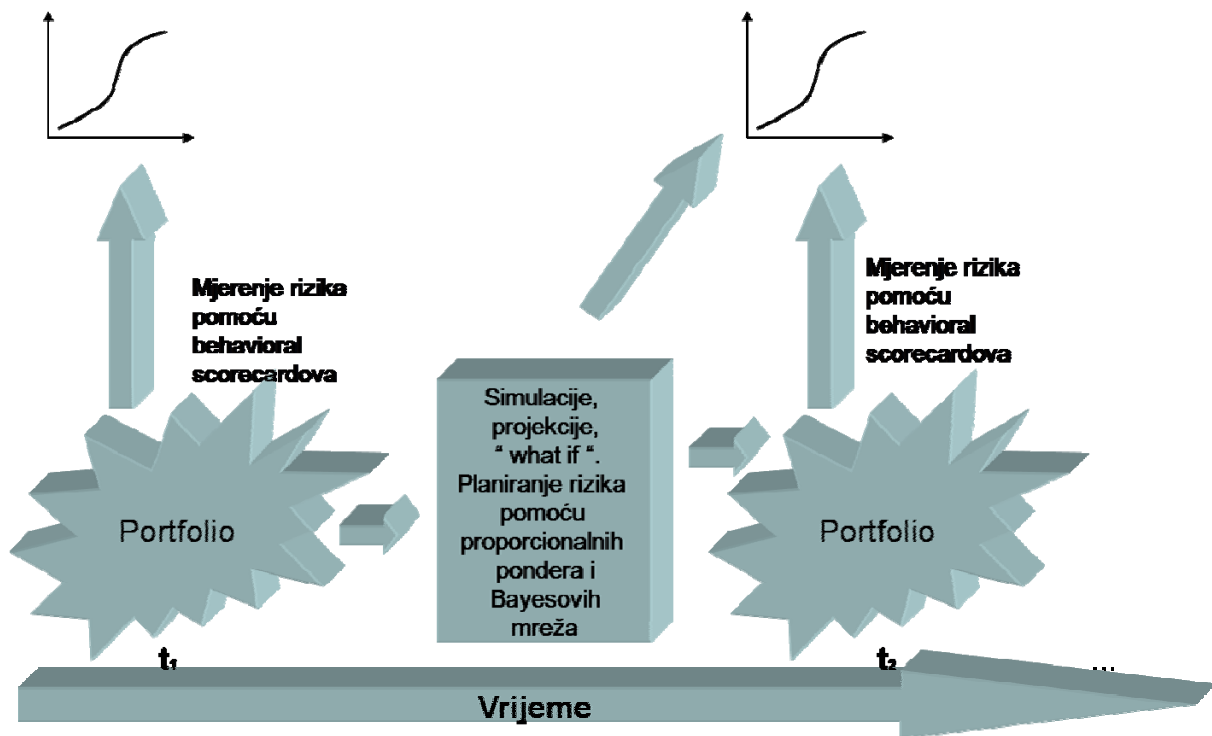 Mjerenje rizika
pomoću
behavioral
scorecardova
Mjerenje rizika
pomoću
behavioral
scorecardova
Simulacije,
projekcije,
“ what if “.
Planiranje rizika
pomoću
proporcionalnih
pondera i
Bayesovih
mreža
Portfolio
Portfolio
t₁
t₂
...
Vrijeme